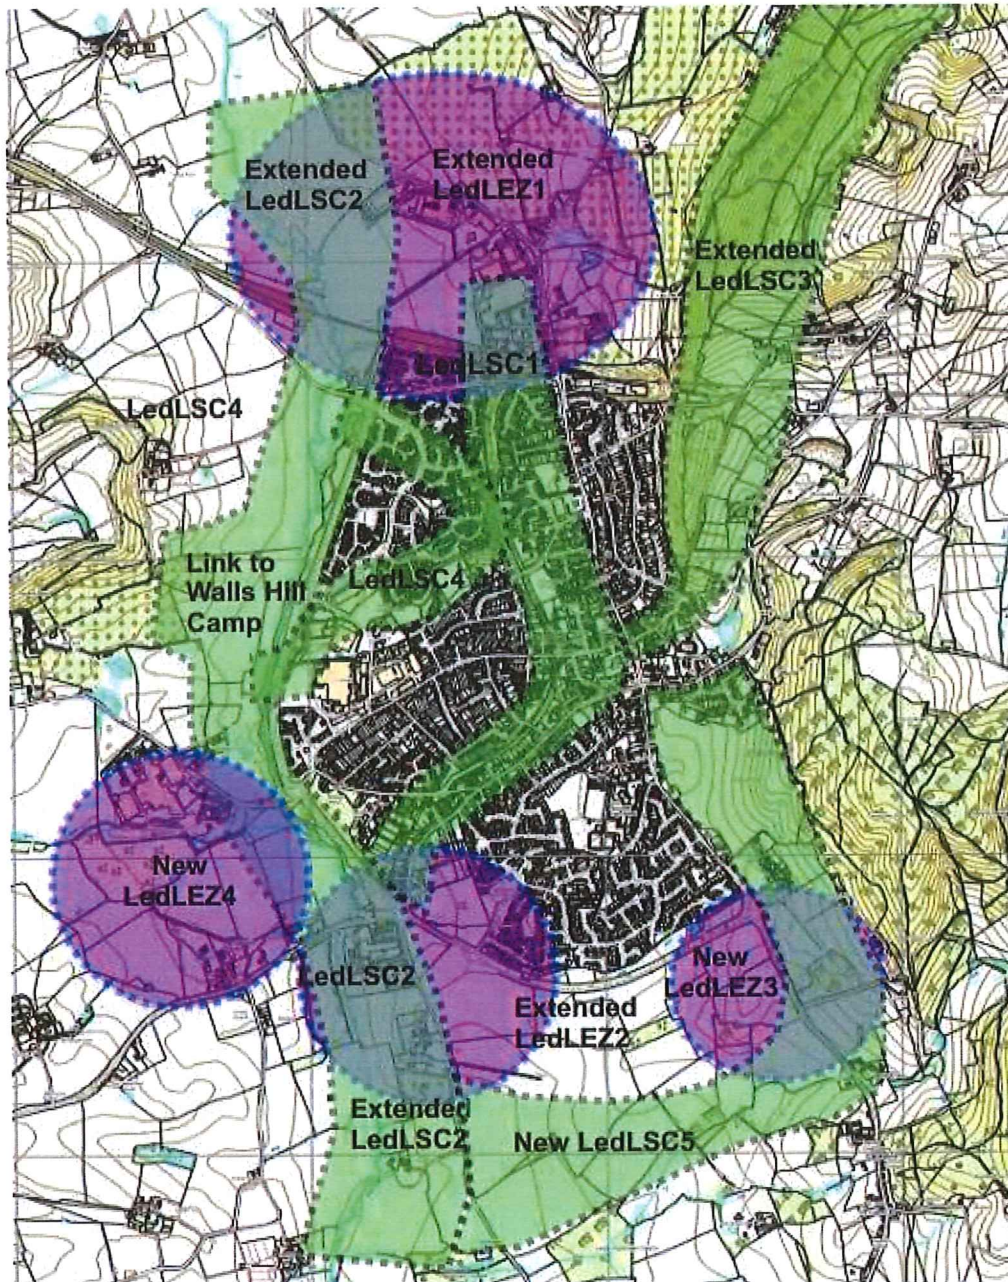 Extended
LedLSC2
Extended
LedLEZ1
Extended
LedLSC3
LedLSC1
LedLSC4
Link to
Walls Hill
Camp
LedLSC4
New
LedLEZ4
LedLSC2
New
LedLEZ3
Extended
LedLEZ2
Extended
LedLSC2
New LedLSC5